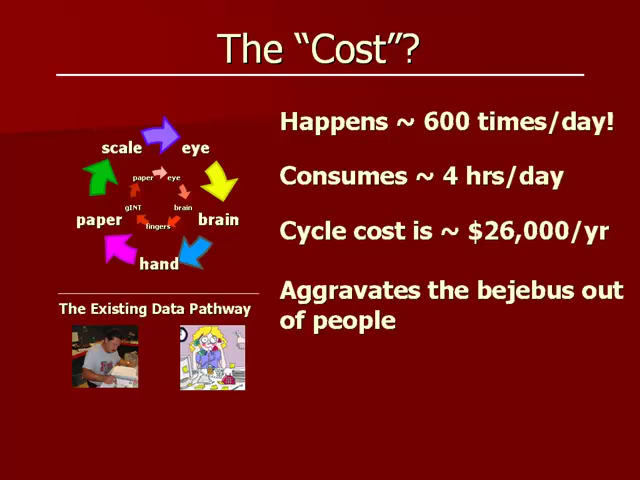 The “Cost”?
scale
eye
brain
hand
paper
paper
eye
brain
fingers
gINT
The Existing Data Pathway
Happens ~ 600 times/day!
Consumes ~ 4 hrs/day
Cycle cost is ~ $26,000/yr
Aggravates the bejebus out
of people